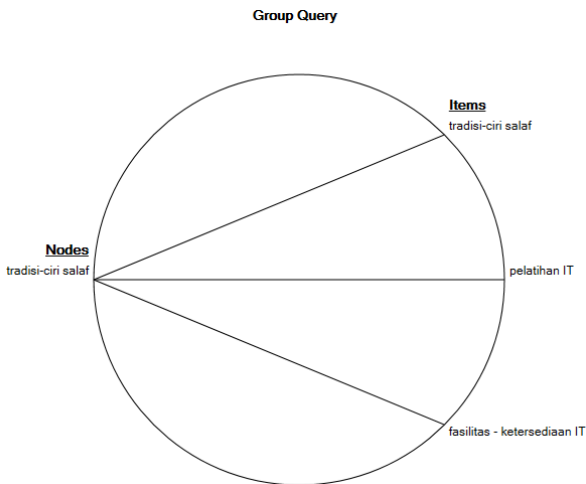 Group Query
Items
tradisi-ciri salaf
Nodes
tradisi-ciri salaf
pelatihan IT
fasilitas - ketersediaan IT